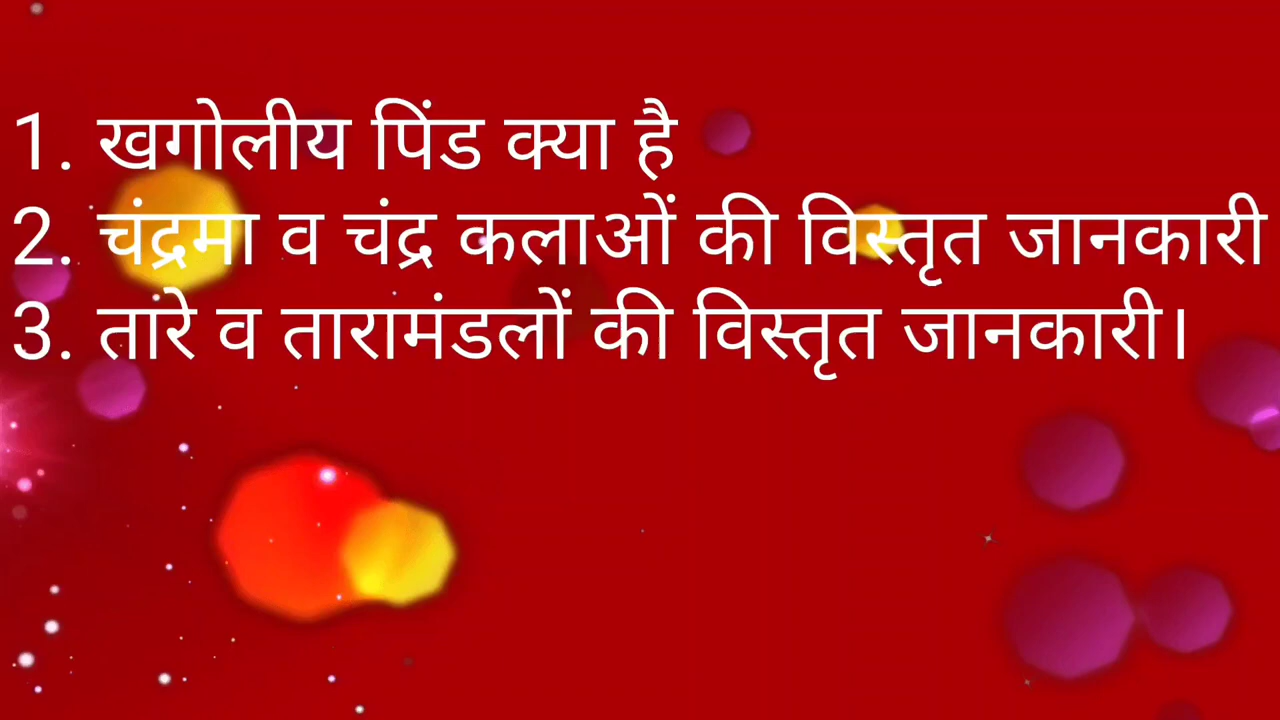 1. खगोलीय पिंड क्या है
2. चंद्रमा व चंद्र कलाओं की विस्तृत जानकारी
3. तारे व तारामंडलों की विस्तृत जानकारी।